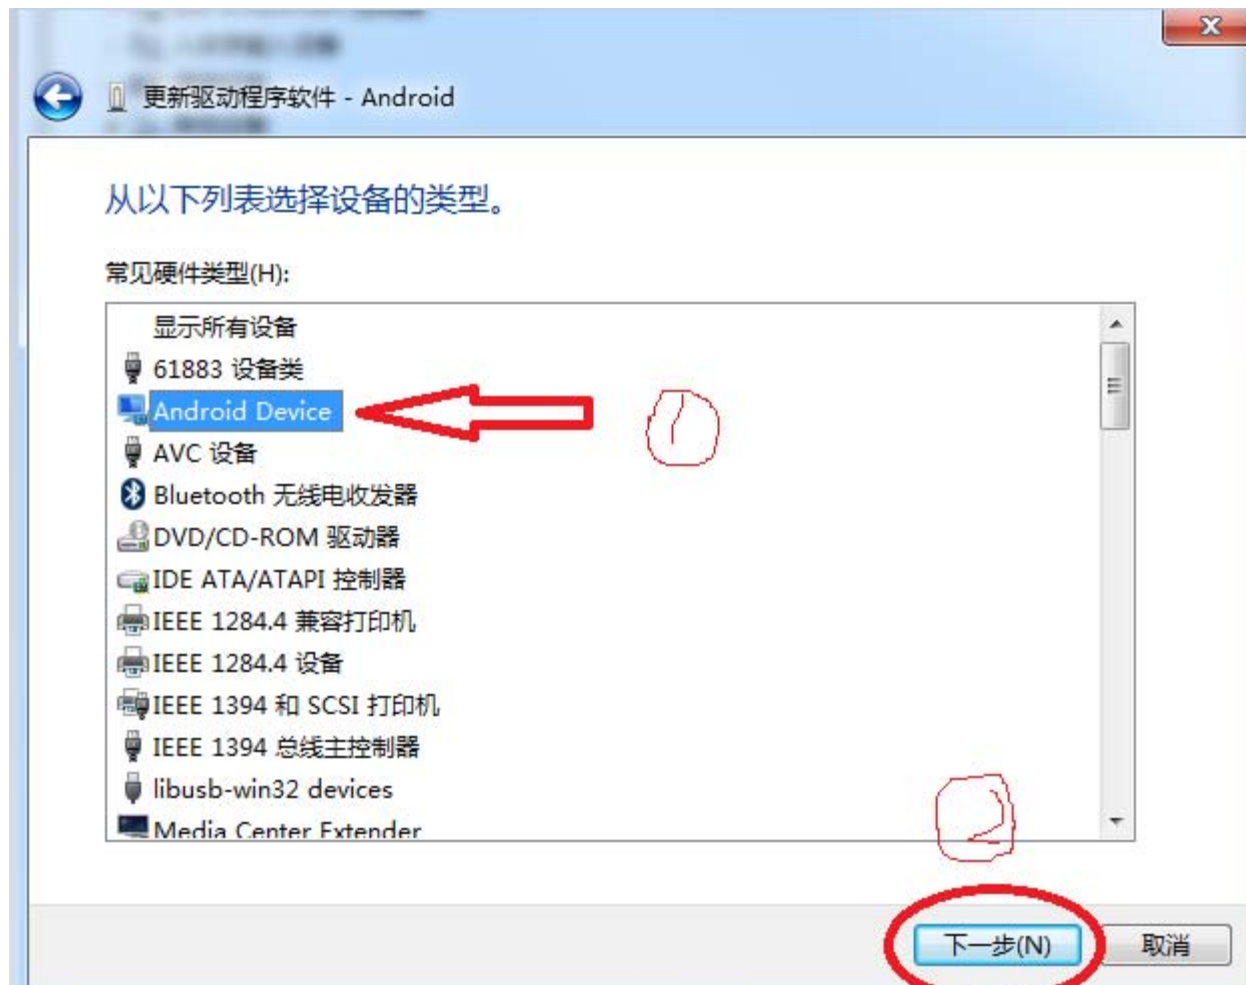 更新驱动程序软件 - Android
从以下列表选择设备的类型。
常见硬件类型(H):
显示所有设备
61883 设备类
Android Device
1
AVC 设备
Bluetooth 无线电收发器
DVD/CD-ROM 驱动器
IDE ATA/ATAPI 控制器
IEEE 1284.4 兼容打印机
IEEE 1284.4 设备
IEEE 1394 和 SCSI 打印机
IEEE 1394 总线主控制器
libusb-win32 devices
Media Center Extender
2
下一步(N)
取消